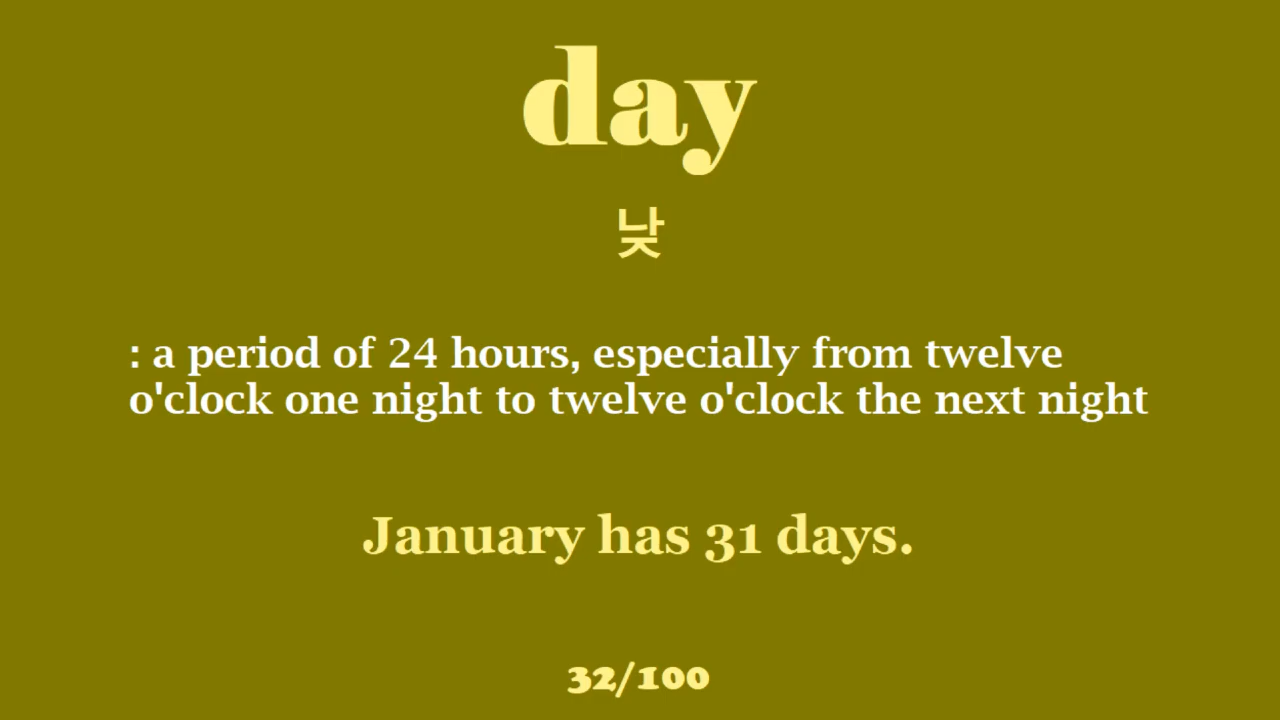 day
낮
: a period of 24 hours, especially from twelve
o'clock one night to twelve o'clock the next night
January has 31 days.
32/100